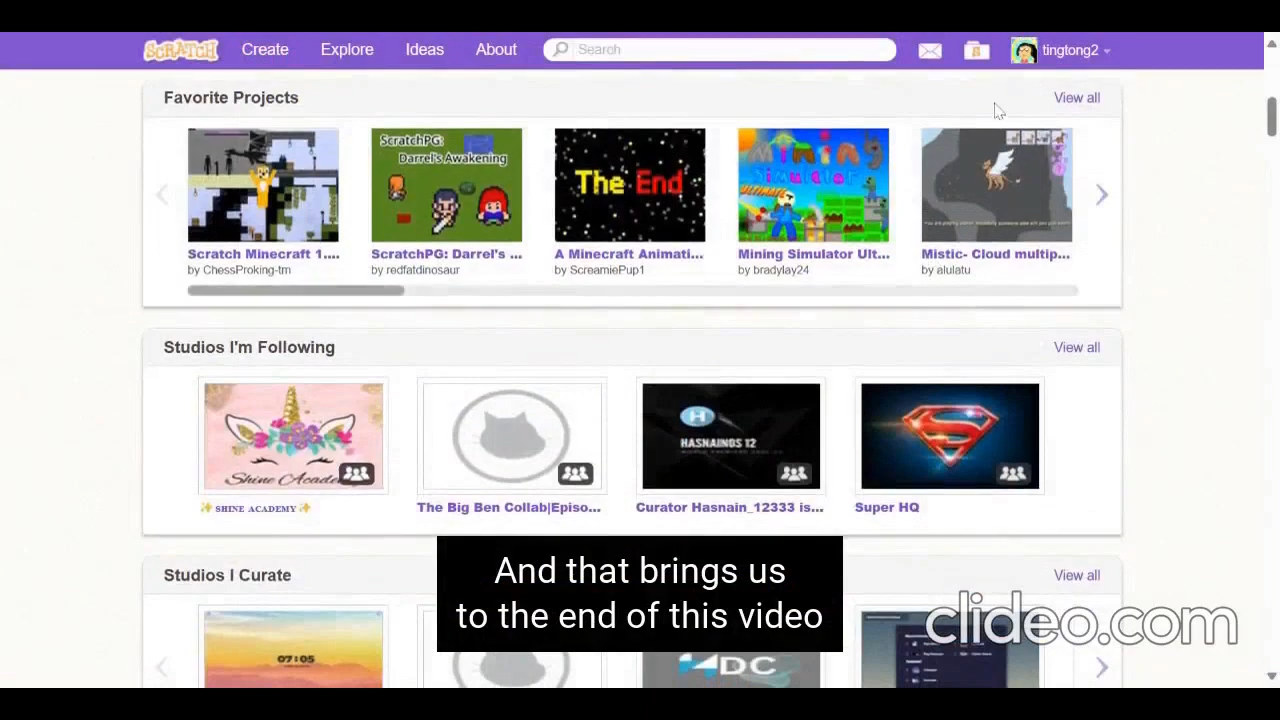 SCRATCH Create Explore Ideas About Search tingtong2
Favorite Projects View all
ScratchPG:
Darrel's Awakening
The End
Mining
Simulator
ULTIMATE
Scratch Minecraft 1.... ScratchPG: Darrel's ... A Minecraft Animati... Mining Simulator Ult... Mistic- Cloud multip...
by ChessProking-tm by redfatdinosaur by ScreamiePup1 by bradylay24 by alulatu
Studios I'm Following View all
H
HASNAINGS 12
S
Shine Acade
✨ SHINE ACADEMY ✨ The Big Ben Collab|Episo... Curator Hasnain_12333 is... Super HQ
Studios I Curate View all
And that brings us
to the end of this video
clideo.com
07:05
DC